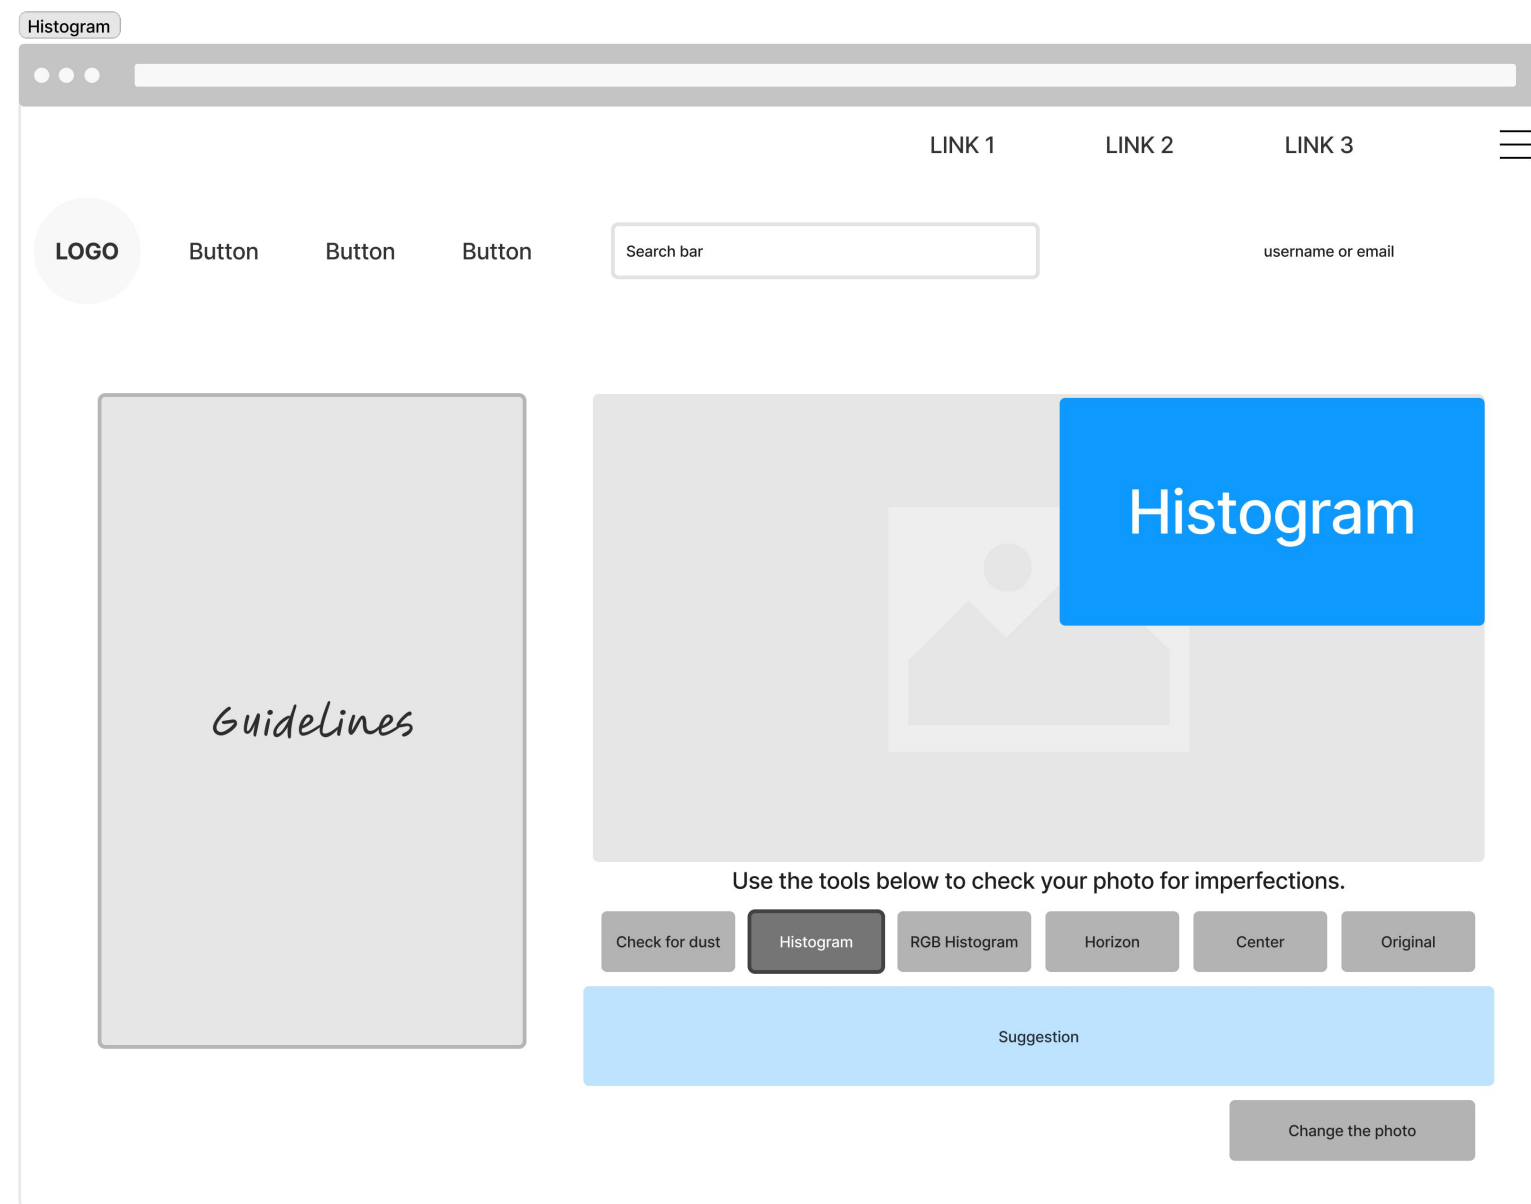 Histogram
LINK 1
LINK 2
LINK 3
LOGO
Button
Button
Button
Search bar
username or email
Guidelines
Histogram
Use the tools below to check your photo for imperfections.
Check for dust
Histogram
RGB Histogram
Horizon
Center
Original
Suggestion
Change the photo